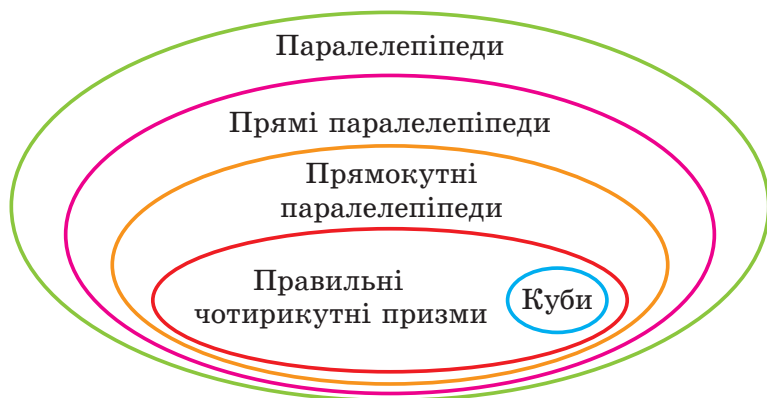 Паралелепіпеди
Прямі паралелепіпеди
Прямокутні
паралелепіпеди
Правильні
чотирикутні призми
Куби